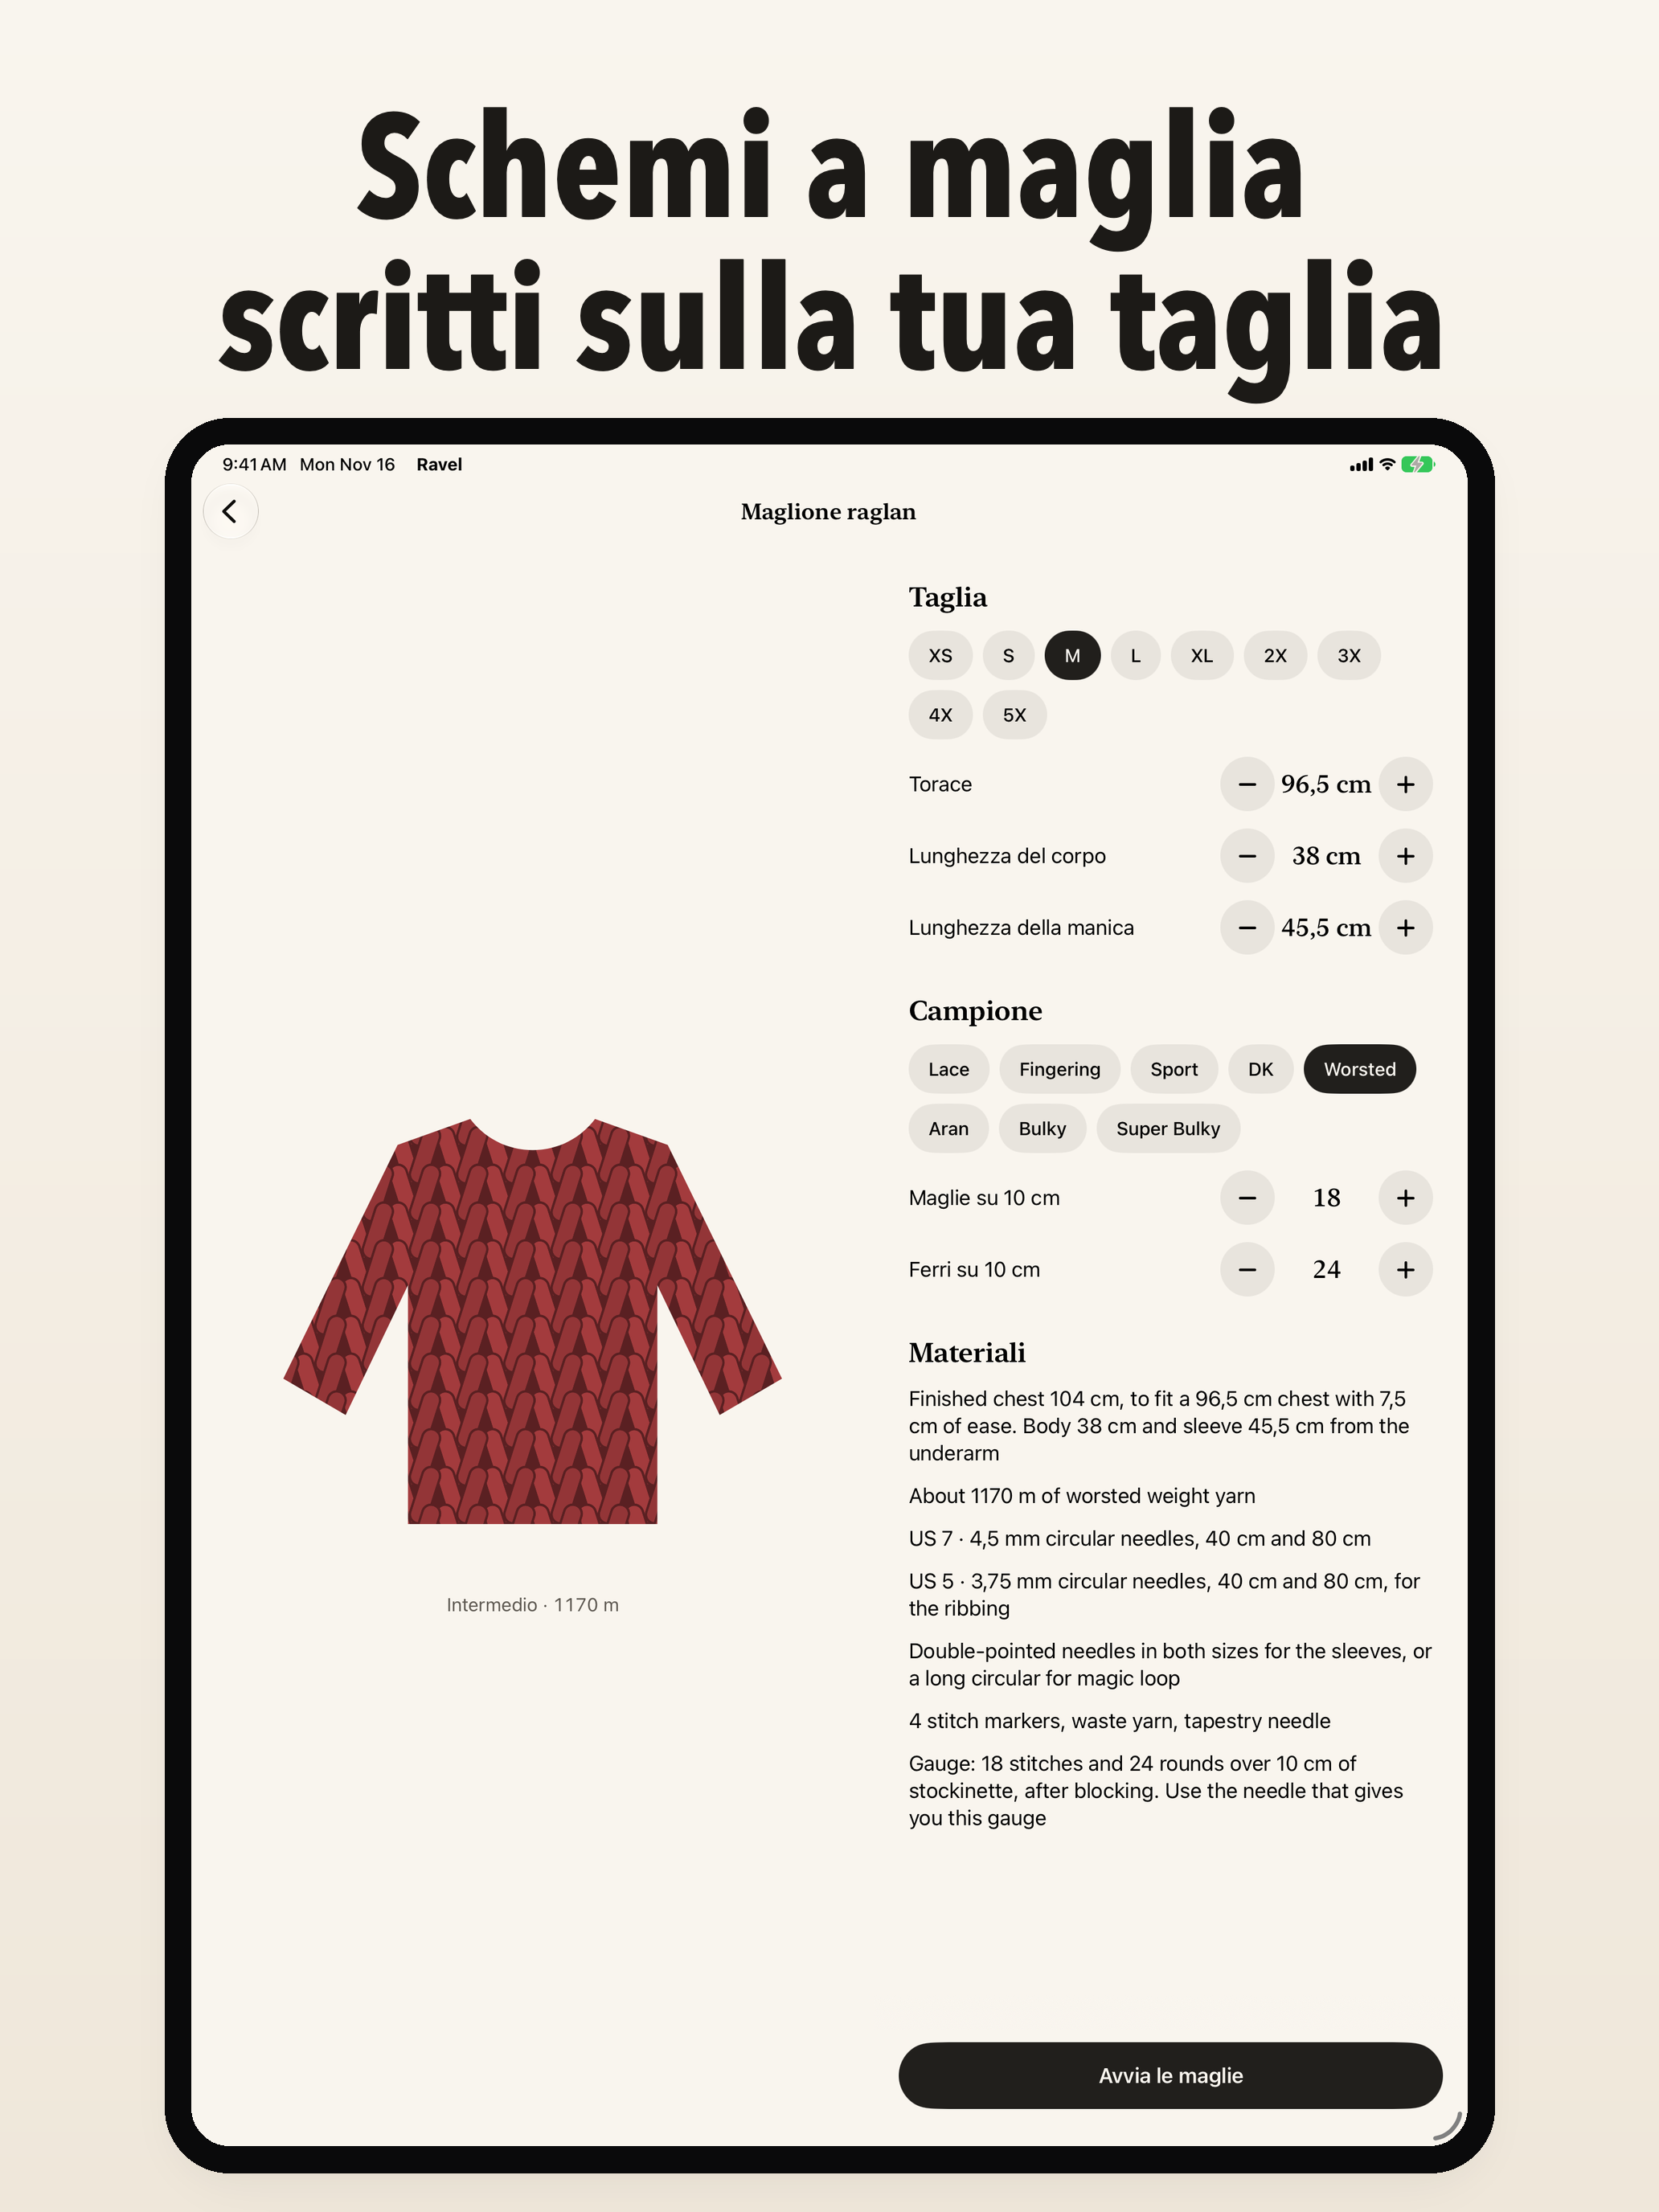 Schemi a maglia
scritti sulla tua taglia
9:41 AM Mon Nov 16 Ravel
Maglione raglan
Taglia
XS S M L XL 2X 3X
4X 5X
Torace − 96,5 cm +
Lunghezza del corpo − 38 cm +
Lunghezza della manica − 45,5 cm +
Campione
Lace Fingering Sport DK Worsted
Aran Bulky Super Bulky
Maglie su 10 cm − 18 +
Ferri su 10 cm − 24 +
Materiali
Finished chest 104 cm, to fit a 96,5 cm chest with 7,5
cm of ease. Body 38 cm and sleeve 45,5 cm from the
underarm
About 1170 m of worsted weight yarn
US 7 · 4,5 mm circular needles, 40 cm and 80 cm
US 5 · 3,75 mm circular needles, 40 cm and 80 cm, for
the ribbing
Double-pointed needles in both sizes for the sleeves, or
a long circular for magic loop
4 stitch markers, waste yarn, tapestry needle
Gauge: 18 stitches and 24 rounds over 10 cm of
stockinette, after blocking. Use the needle that gives
you this gauge
Intermedio · 1170 m
Avvia le maglie